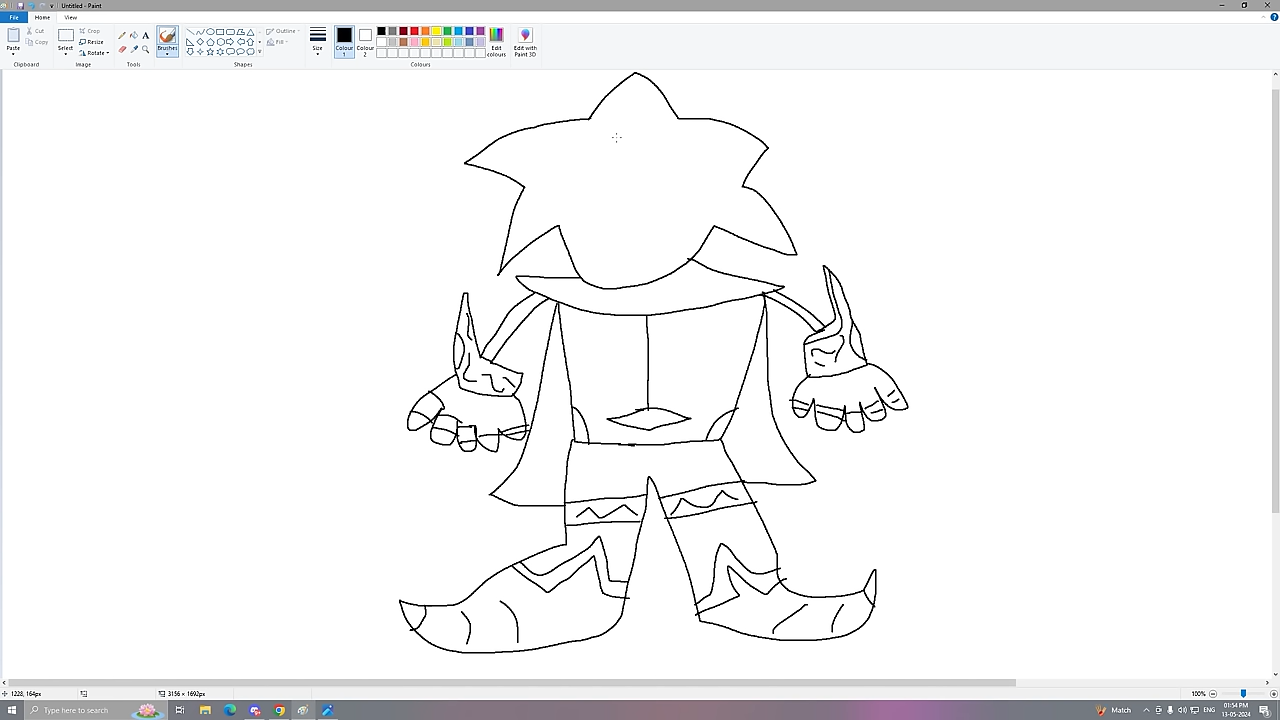 Untitled - Paint
File
Home
View
Paste
Cut
Copy
Clipboard
Select
Crop
Resize
Rotate
Image
A
Tools
Brushes
Outline
Fill
Shapes
Size
Colour 1
Colour 2
Edit colours
Colours
Edit with Paint 3D
1228, 164px
3156 × 1692px
100%
Type here to search
Match
ENG
01:54 PM
13-05-2024